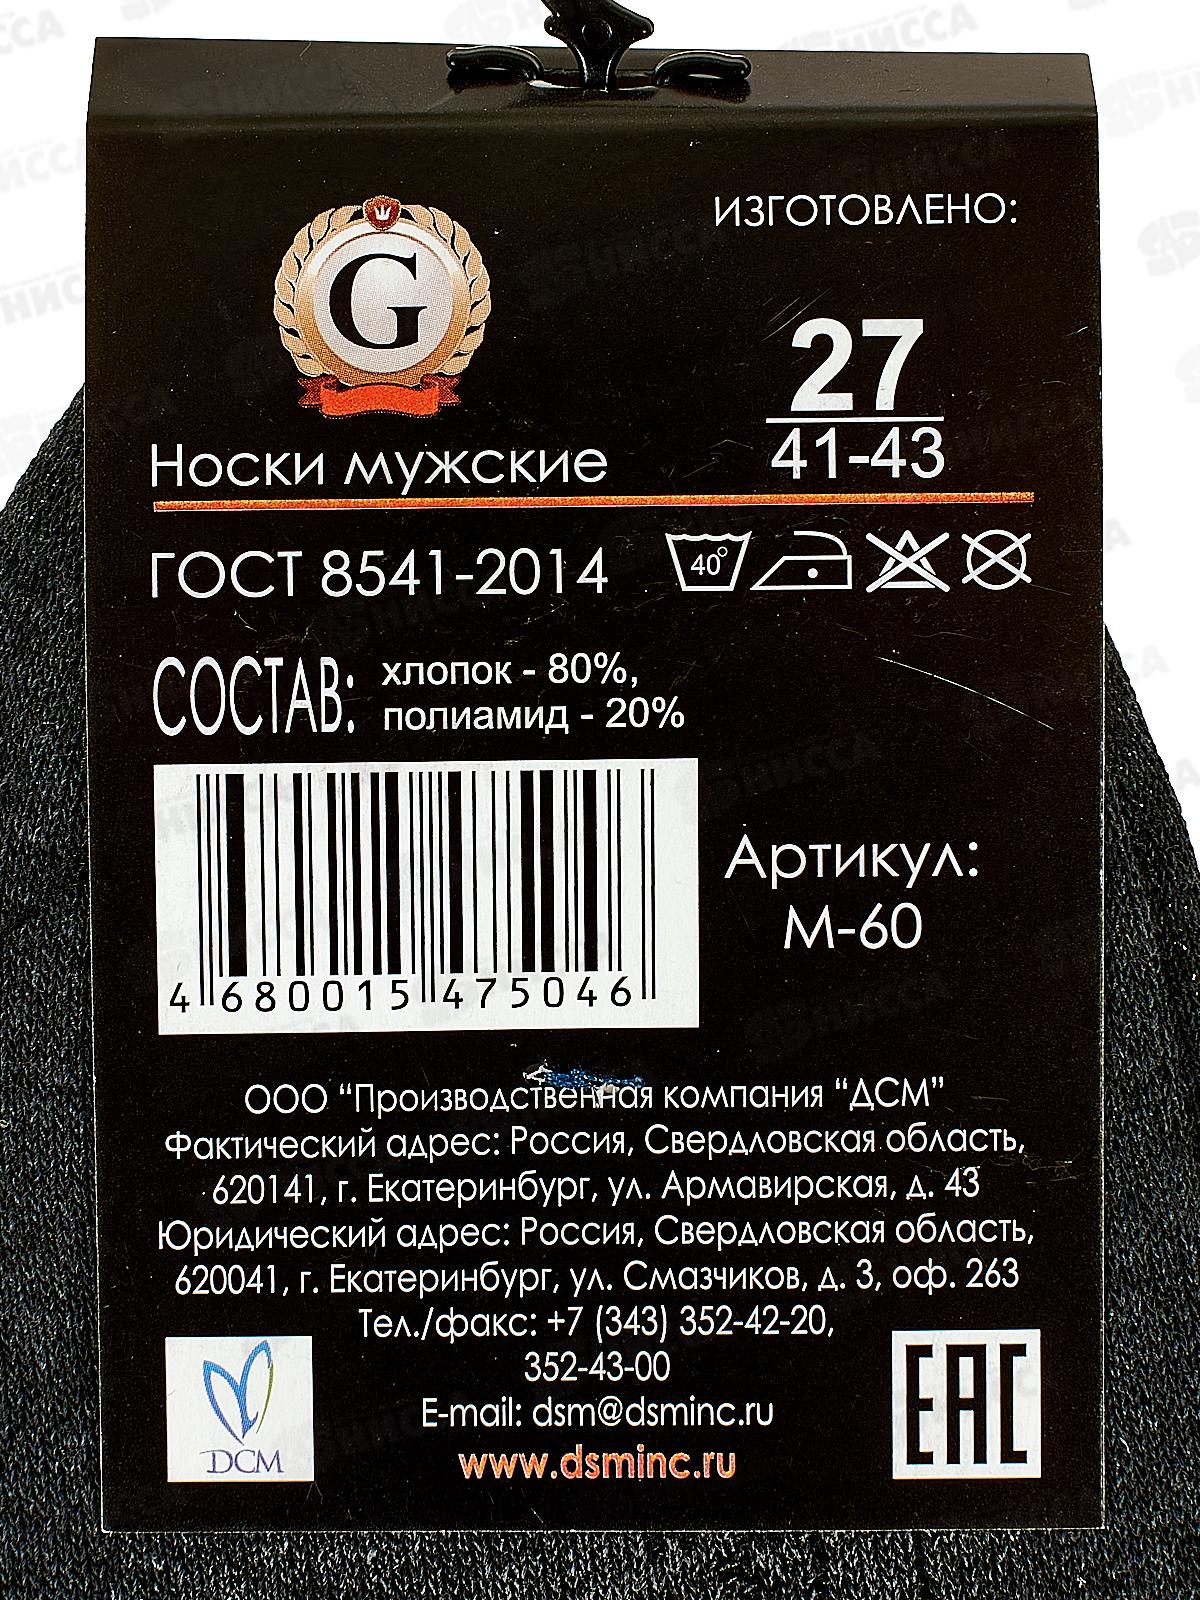 G
ИЗГОТОВЛЕНО:
27
41-43
Носки мужские
ГОСТ 8541-2014
40°
СОСТАВ: хлопок - 80%,
полиамид - 20%
4 680015 475046
Артикул:
М-60
ООО “Производственная компания “ДСМ”
Фактический адрес: Россия, Свердловская область,
620141, г. Екатеринбург, ул. Армавирская, д. 43
Юридический адрес: Россия, Свердловская область,
620041, г. Екатеринбург, ул. Смазчиков, д. 3, оф. 263
Тел./факс: +7 (343) 352-42-20,
352-43-00
E-mail: dsm@dsminc.ru
www.dsminc.ru
ДСМ
EAC